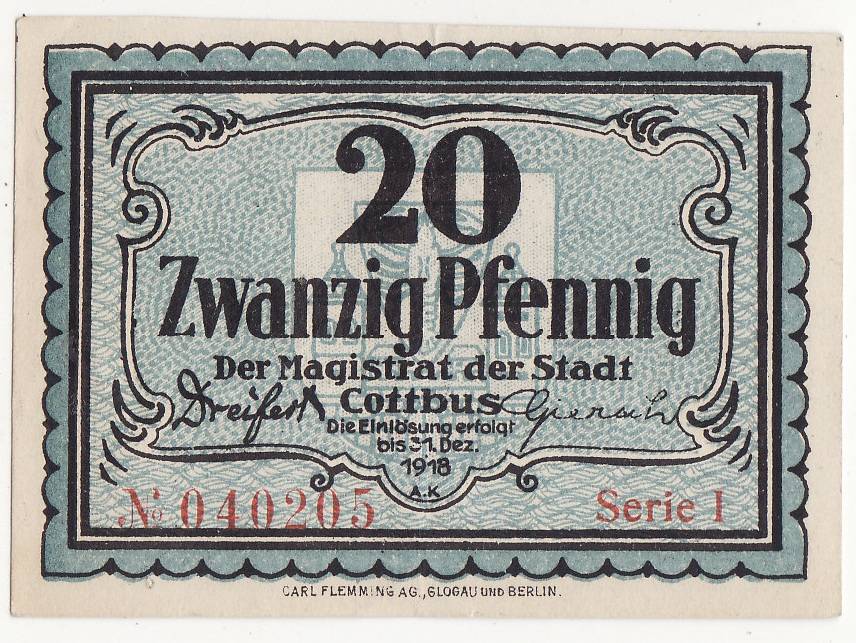 20
Zwanzig Pfennig
Der Magistrat der Stadt
Dreifert Cottbus
Die Einlösung erfolgt
bis 31. Dez.
1918
A.K
№ 040205 Serie I
CARL FLEMMING AG., GLOGAU UND BERLIN.